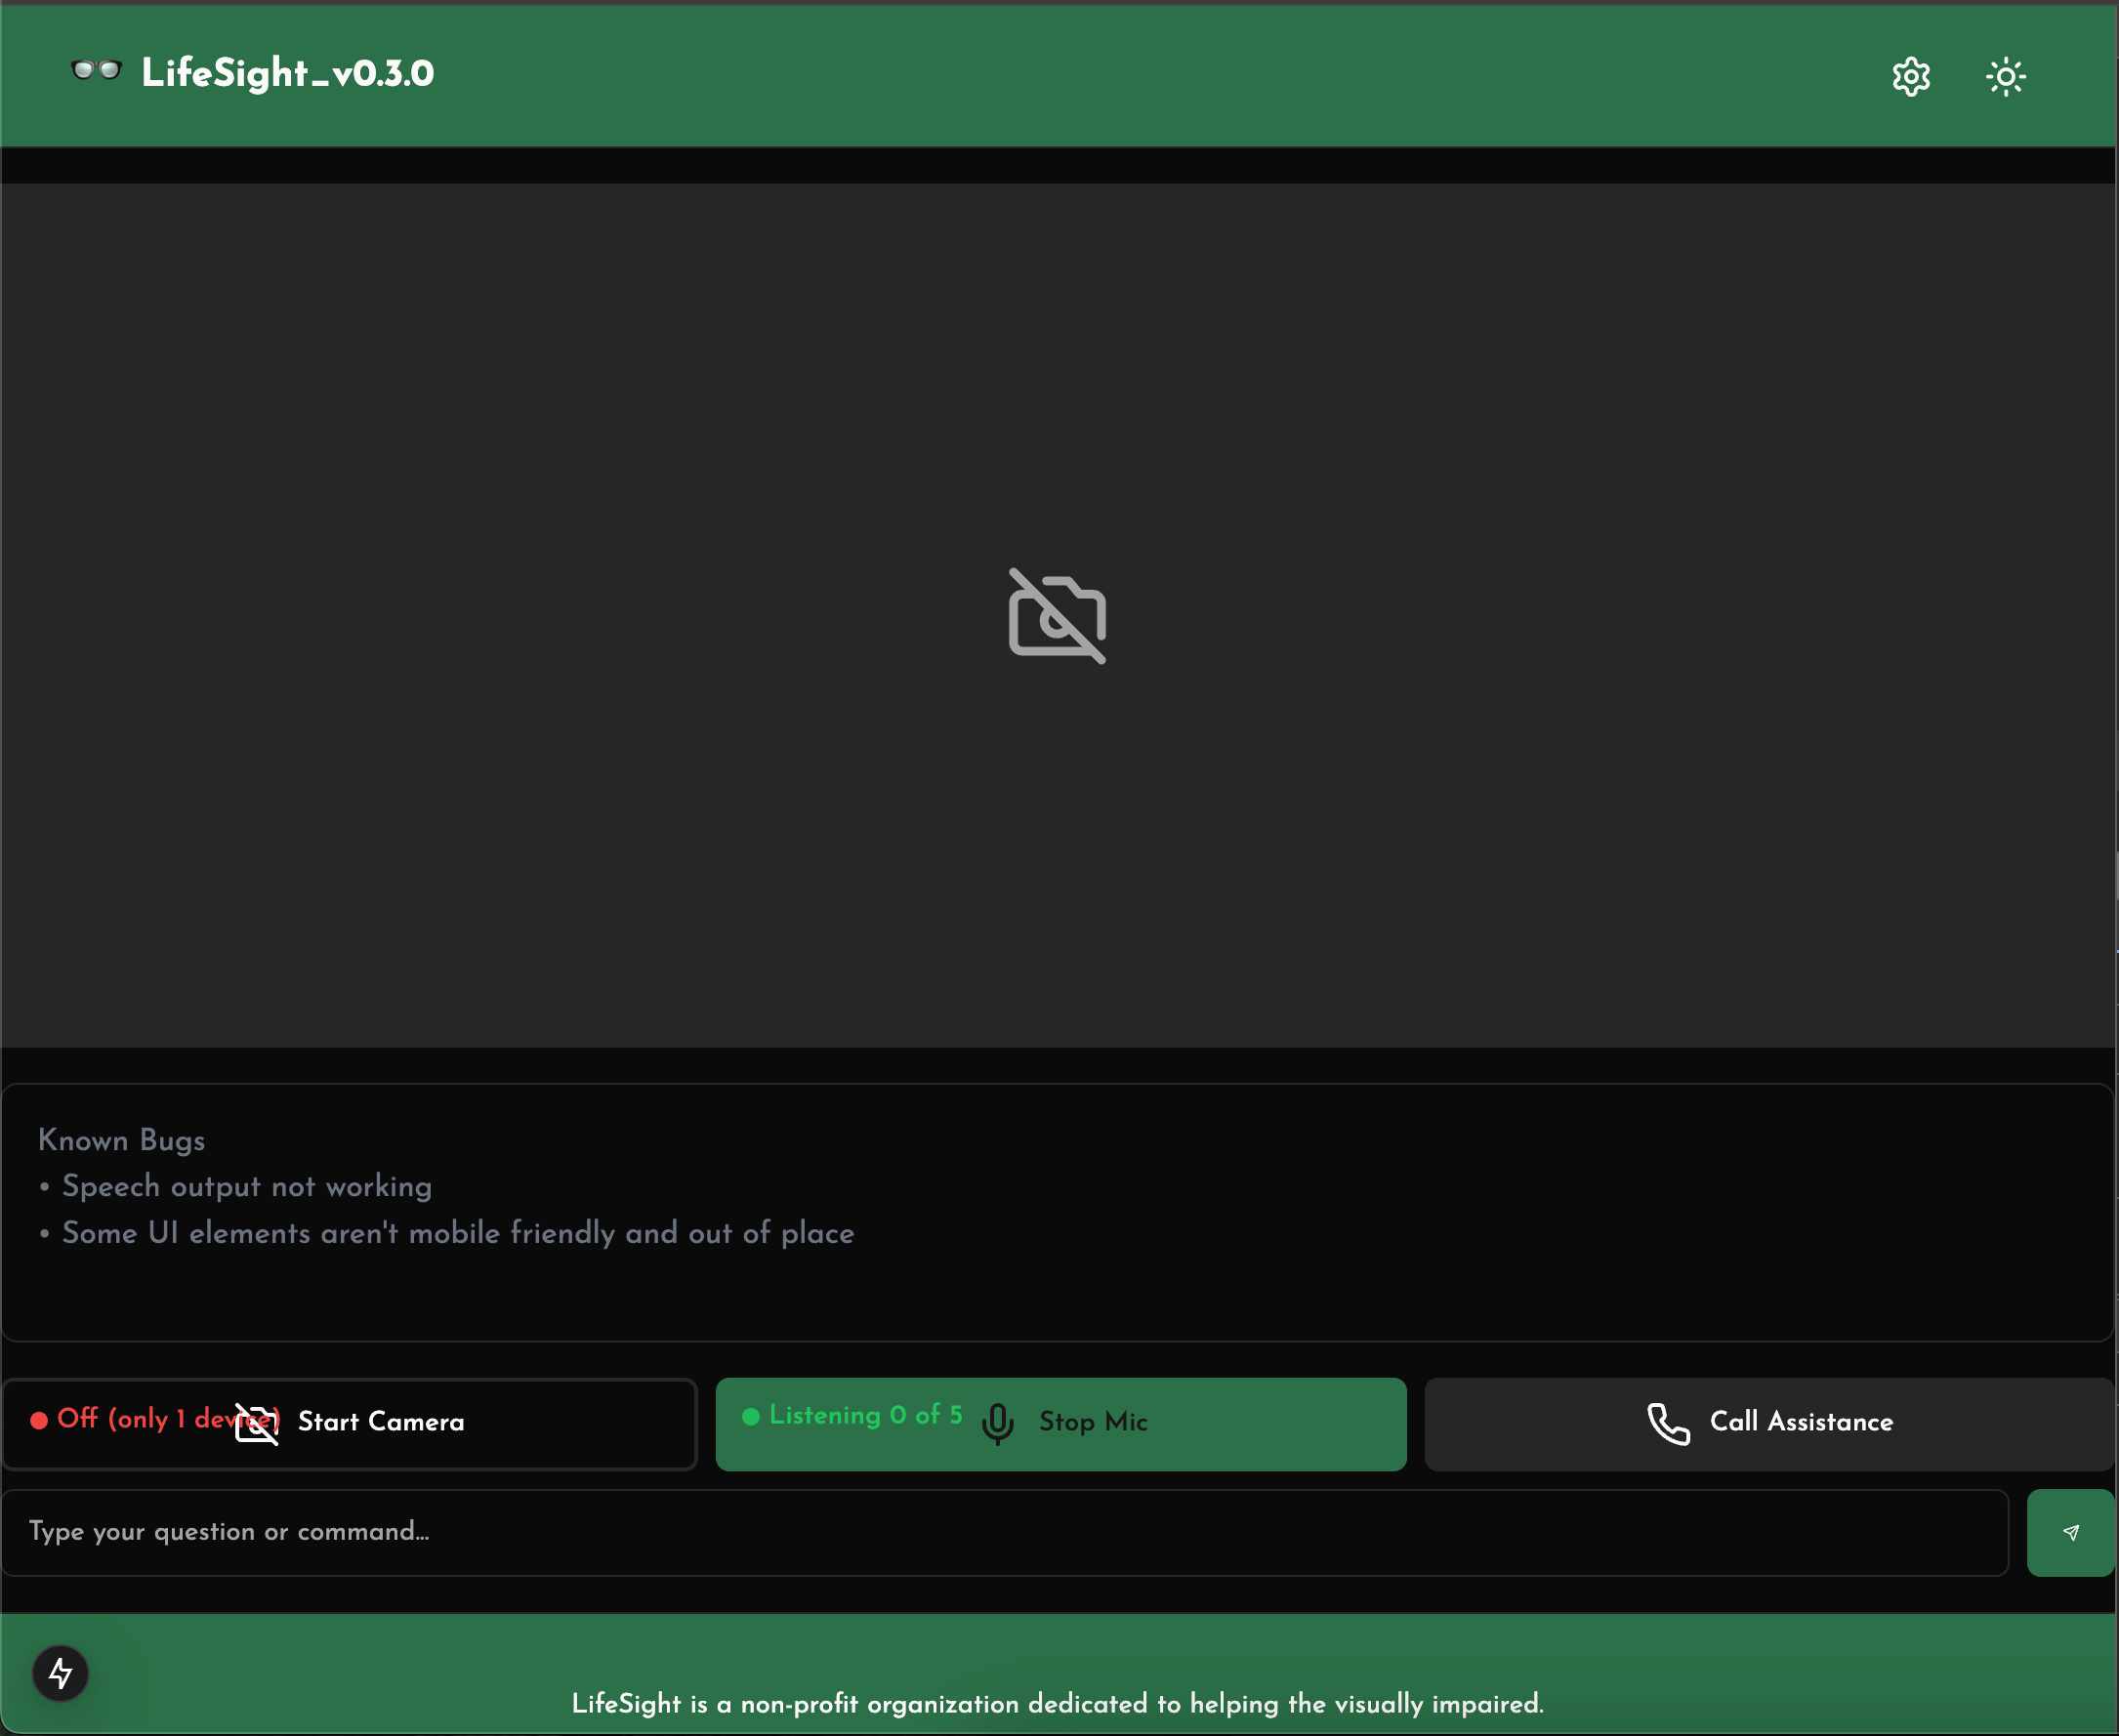 LifeSight_v0.3.0
Known Bugs
• Speech output not working
• Some UI elements aren't mobile friendly and out of place
Off (only 1 device) Start Camera
Listening 0 of 5 Stop Mic
Call Assistance
Type your question or command...
LifeSight is a non-profit organization dedicated to helping the visually impaired.